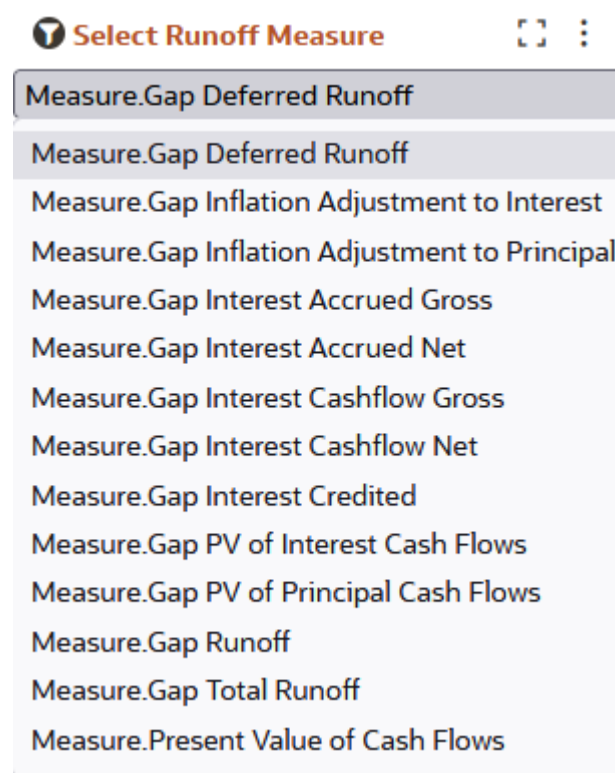 Select Runoff Measure
Measure.Gap Deferred Runoff
Measure.Gap Deferred Runoff
Measure.Gap Inflation Adjustment to Interest
Measure.Gap Inflation Adjustment to Principal
Measure.Gap Interest Accrued Gross
Measure.Gap Interest Accrued Net
Measure.Gap Interest Cashflow Gross
Measure.Gap Interest Cashflow Net
Measure.Gap Interest Credited
Measure.Gap PV of Interest Cash Flows
Measure.Gap PV of Principal Cash Flows
Measure.Gap Runoff
Measure.Gap Total Runoff
Measure.Present Value of Cash Flows